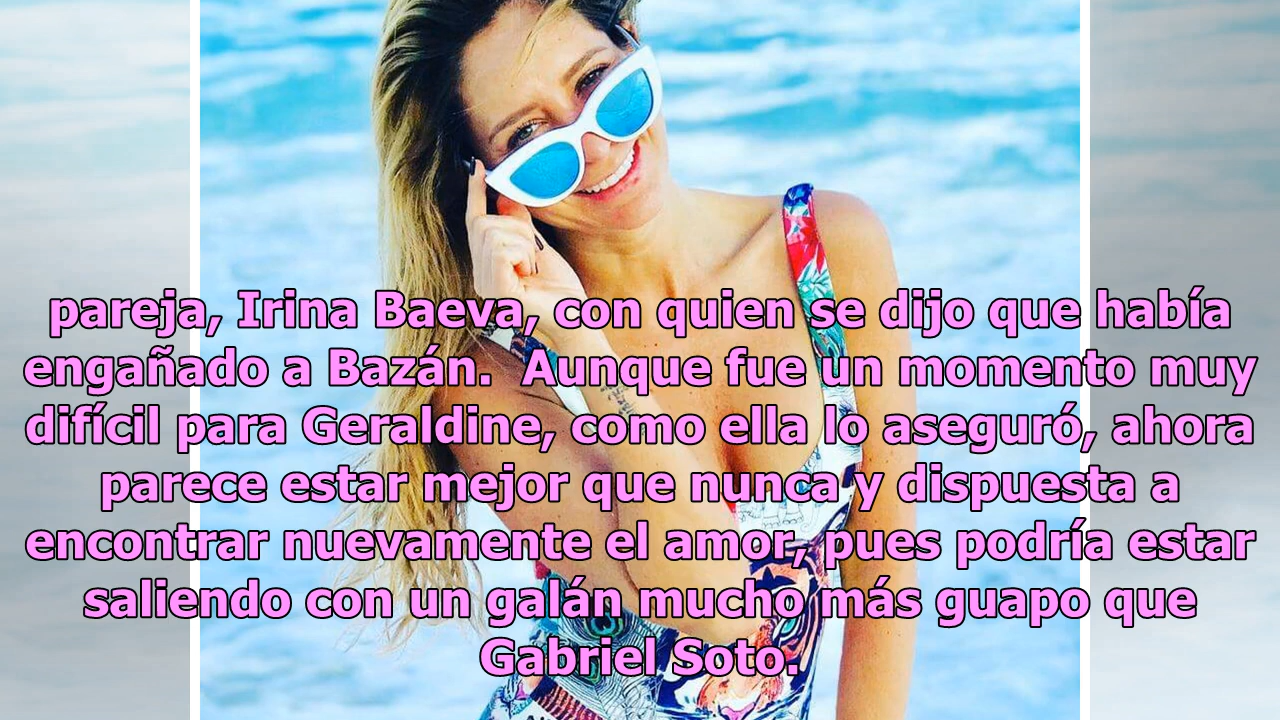 pareja, Irina Baeva, con quien se dijo que había
engañado a Bazán.  Aunque fue un momento muy
difícil para Geraldine, como ella lo aseguró, ahora
parece estar mejor que nunca y dispuesta a
encontrar nuevamente el amor, pues podría estar
saliendo con un galán mucho más guapo que
Gabriel Soto.